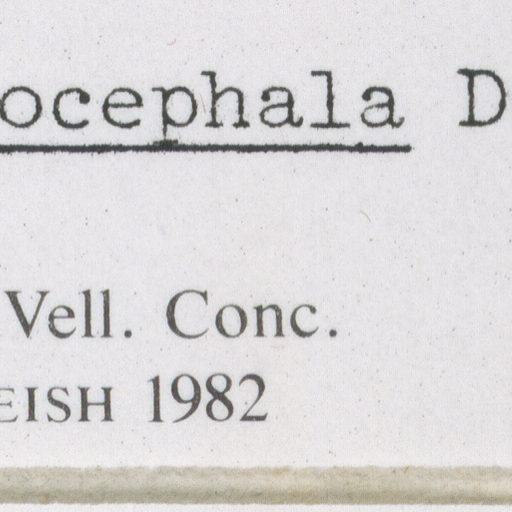 ocephala D
Vell. Conc.
EISH 1982